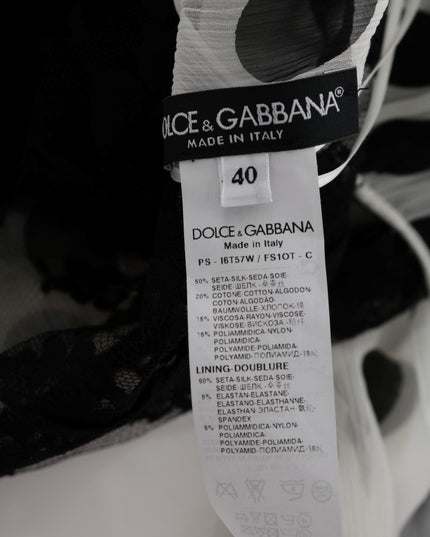 OLCE & GABBANA®
MADE IN ITALY
40
DOLCE & GABBANA
Made in Italy
PS - I6T57W / FS1OT - C
50% SETA-SILK-SEDA-SOIE-
SEIDE-ШЕЛК-
20% COTONE-COTTON-ALGODON-
COTON-ALGODAO-
BAUMWOLLE-ХЛОПОК-
15% VISCOSA-RAYON-VISCOSE-
VISKOSE-ВИСКОЗА-
15% POLIAMMIDICA-NYLON-
POLIAMIDICA-
POLYAMIDE-POLIAMIDA-
POLYAMID-ПОЛИАМИД-
LINING-DOUBLURE
90% SETA-SILK-SEDA-SOIE-
SEIDE-ШЕЛК-
5% ELASTAN-ELASTANE-
ELASTANO-ELASTHANNE-
ELASTHAN-ЭЛАСТАН-
SPANDEX
5% POLIAMMIDICA-NYLON-
POLIAMIDICA-
POLYAMIDE-POLIAMIDA-
POLYAMID-ПОЛИАМИД-